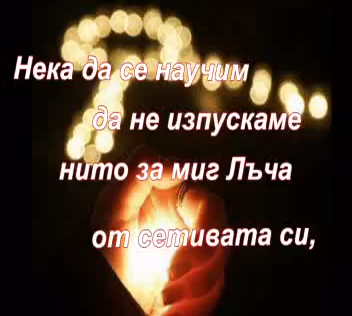 Нека да се научим
да не изпускаме
нито за миг Лъча
от сетивата си,